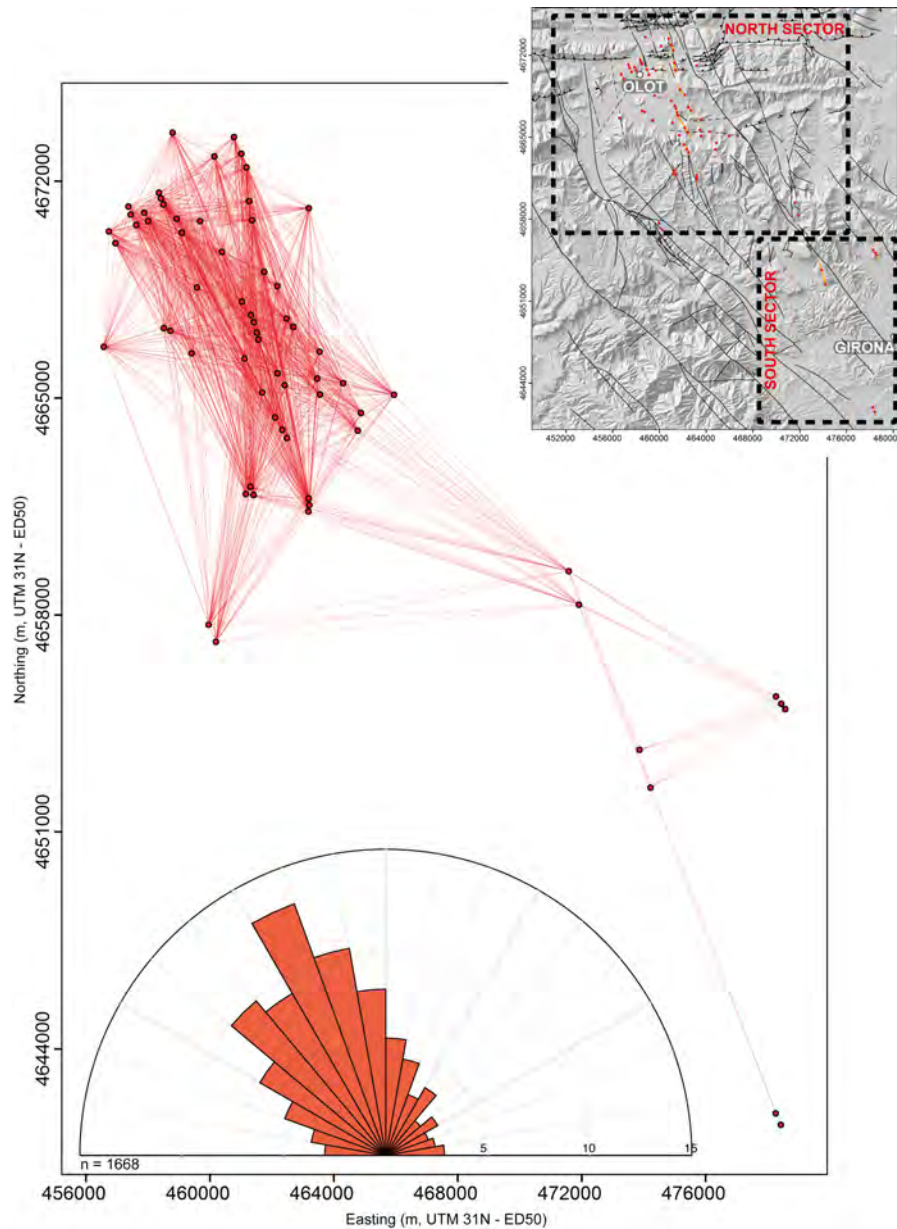 NORTH SECTOR
OLOT
SOUTH SECTOR
GIRONA
4672000
4665000
4658000
4651000
4644000
452000 456000 460000 464000 468000 472000 476000 480000
4672000
4665000
4658000
4651000
4644000
Northing (m, UTM 31N - ED50)
5 10 15
n = 1668
456000 460000 464000 468000 472000 476000
Easting (m, UTM 31N - ED50)